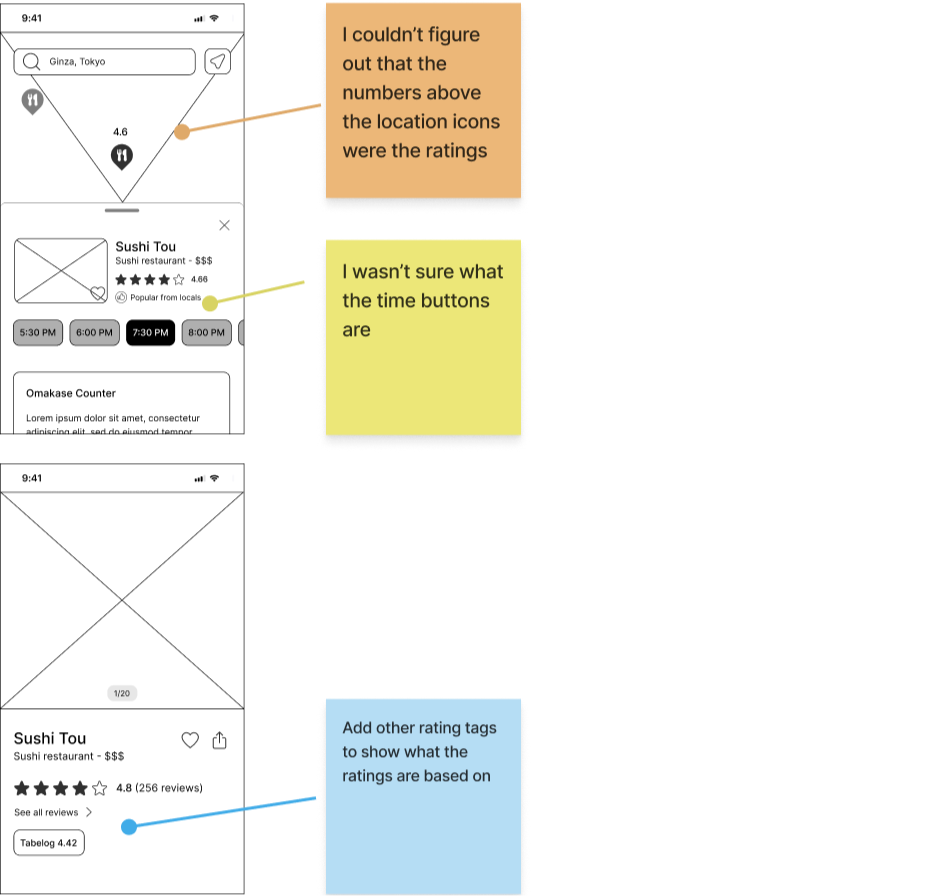 9:41
Ginza, Tokyo
4.6
Sushi Tou
Sushi restaurant - $$$
4.66
Popular from locals
5:30 PM
6:00 PM
7:30 PM
8:00 PM
Omakase Counter
Lorem ipsum dolor sit amet, consectetur
adipiscing elit, sed do eiusmod tempor
I couldn’t figure
out that the
numbers above
the location icons
were the ratings
I wasn’t sure what
the time buttons
are
9:41
1/20
Sushi Tou
Sushi restaurant - $$$
4.8 (256 reviews)
See all reviews
Tabelog 4.42
Add other rating tags
to show what the
ratings are based on